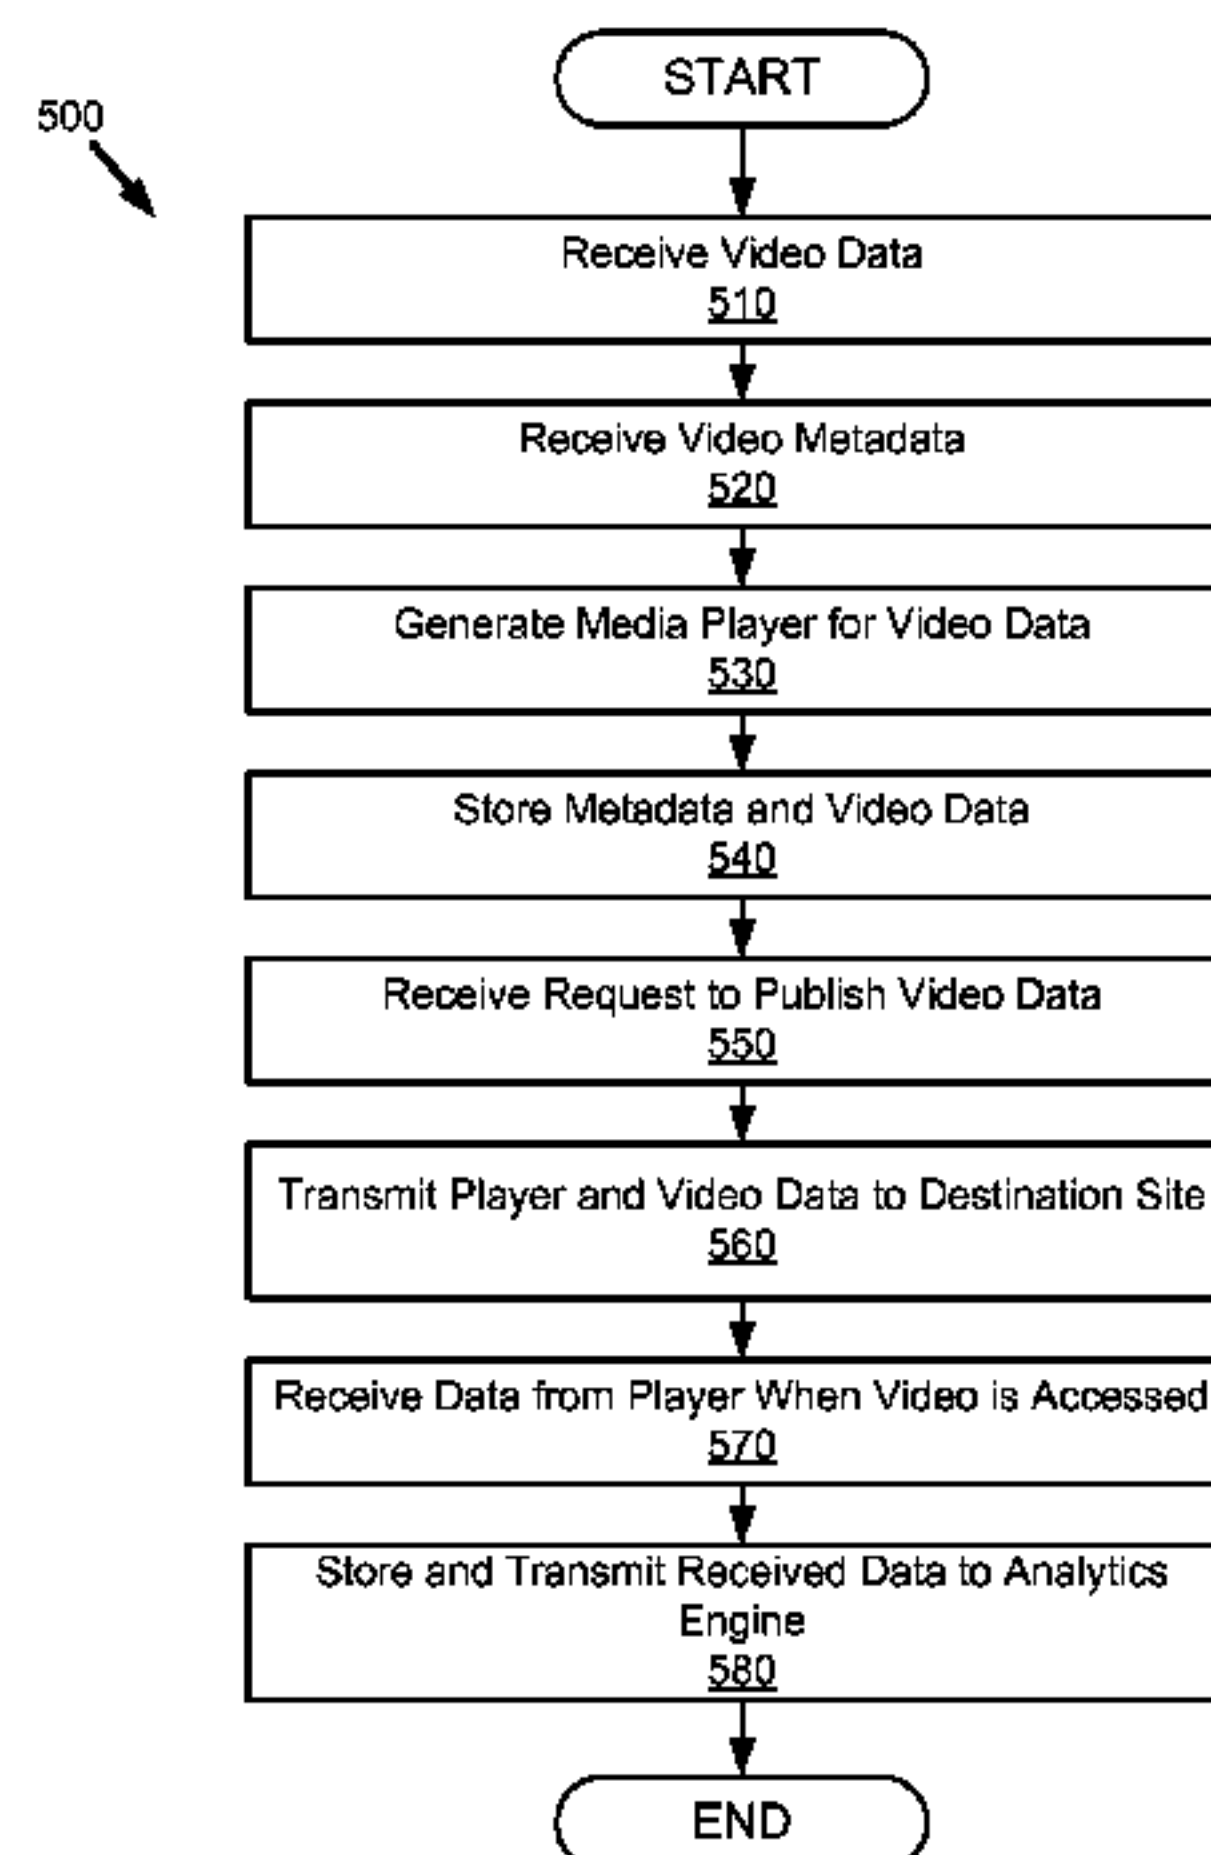 START
500
Receive Video Data
510
Receive Video Metadata
520
Generate Media Player for Video Data
530
Store Metadata and Video Data
540
Receive Request to Publish Video Data
550
Transmit Player and Video Data to Destination Site
560
Receive Data from Player When Video is Accessed
570
Store and Transmit Received Data to Analytics
Engine
580
END